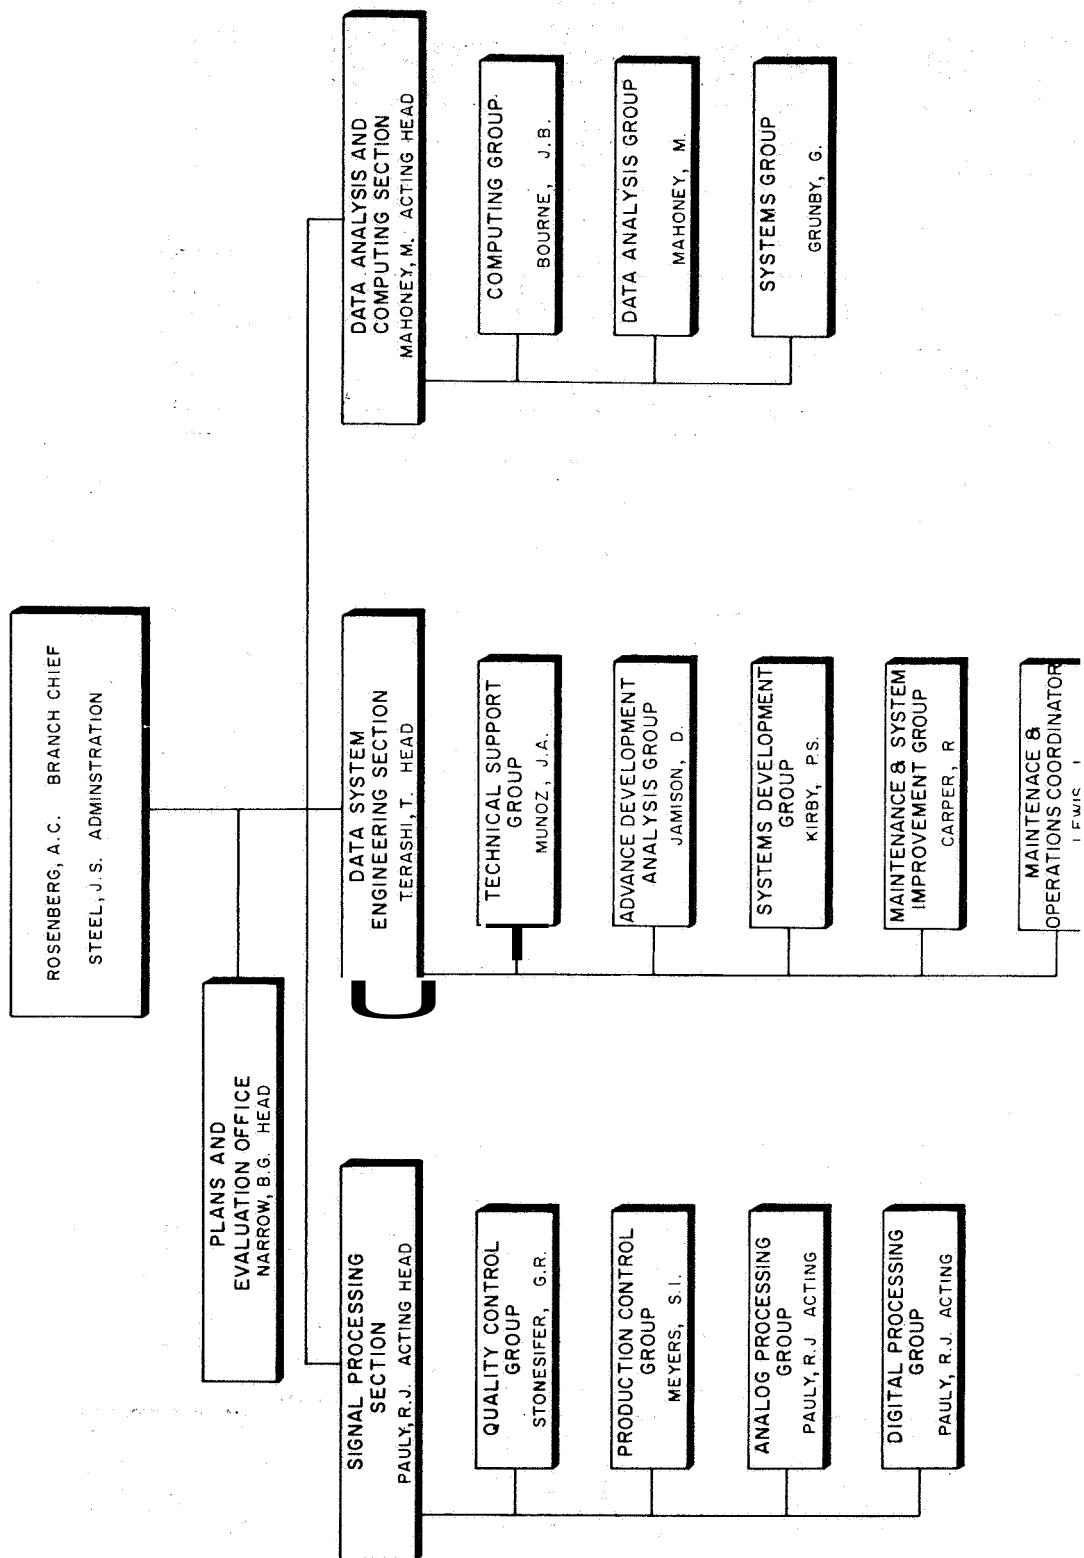 ROSENBERG, A.C. BRANCH CHIEF
STEEL, J.S. ADMINSTRATION
PLANS AND
EVALUATION OFFICE
NARROW, B.G. HEAD
SIGNAL PROCESSING
SECTION
PAULY, R.J. ACTING HEAD
QUALITY CONTROL
GROUP
STONESIFER, G.R.
PRODUCTION CONTROL
GROUP
MEYERS, S.I.
ANALOG PROCESSING
GROUP
PAULY, R.J ACTING
DIGITAL PROCESSING
GROUP
PAULY, R.J. ACTING
DATA SYSTEM
ENGINEERING SECTION
TERASHI, T. HEAD
TECHNICAL SUPPORT
GROUP
MUNOZ, J.A.
ADVANCE DEVELOPMENT
ANALYSIS GROUP
JAMISON, D.
SYSTEMS DEVELOPMENT
GROUP
KIRBY, P.S.
MAINTENANCE & SYSTEM
IMPROVEMENT GROUP
CARPER, R
MAINTENACE &
OPERATIONS COORDINATOR
LEWIS
DATA ANALYSIS AND
COMPUTING SECTION
MAHONEY, M. ACTING HEAD
COMPUTING GROUP
BOURNE, J.B.
DATA ANALYSIS GROUP
MAHONEY, M.
SYSTEMS GROUP
GRUNBY, G.